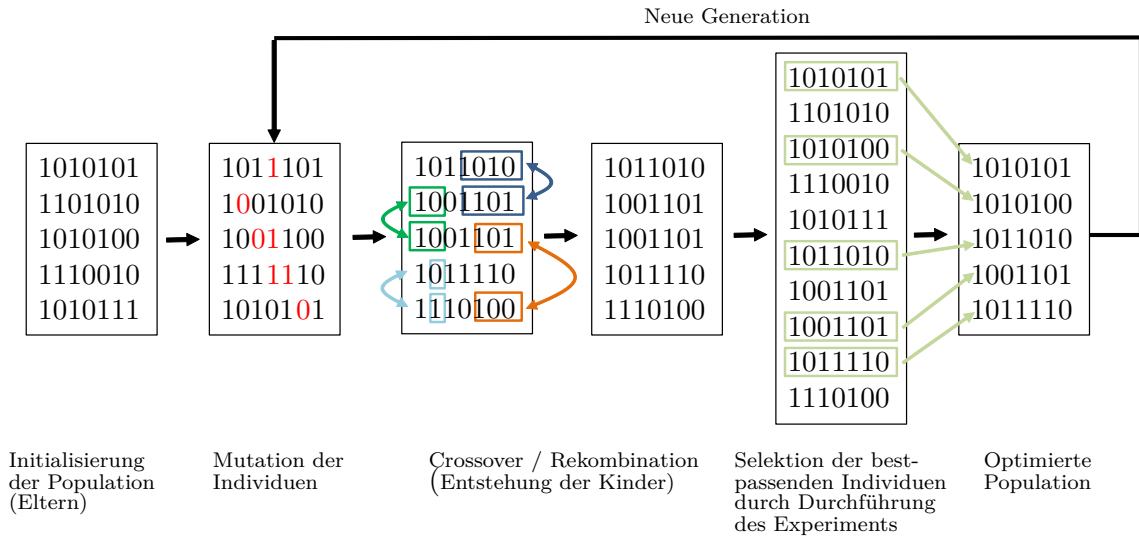 Neue Generation
1010101
1101010
1010100
1110010
1010111
1011101
1001010
1001100
1111110
1010101
1011010
1001101
1001101
1011110
1110100
1011010
1001101
1001101
1011110
1110100
1010101
1101010
1010100
1110010
1010111
1011010
1001101
1001101
1011110
1110100
1010101
1010100
1011010
1001101
1011110
Initialisierung
der Population
(Eltern)
Mutation der
Individuen
Crossover / Rekombination
(Entstehung der Kinder)
Selektion der best-
passenden Individuen
durch Durchführung
des Experiments
Optimierte
Population